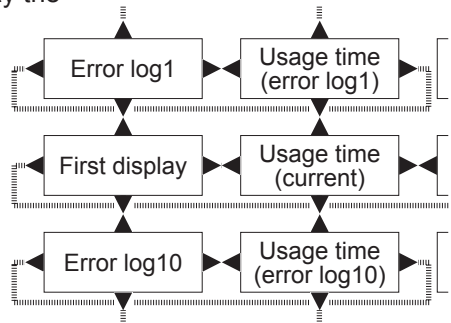 y the
Error log1
Usage time
(error log1)
First display
Usage time
(current)
Error log10
Usage time
(error log10)